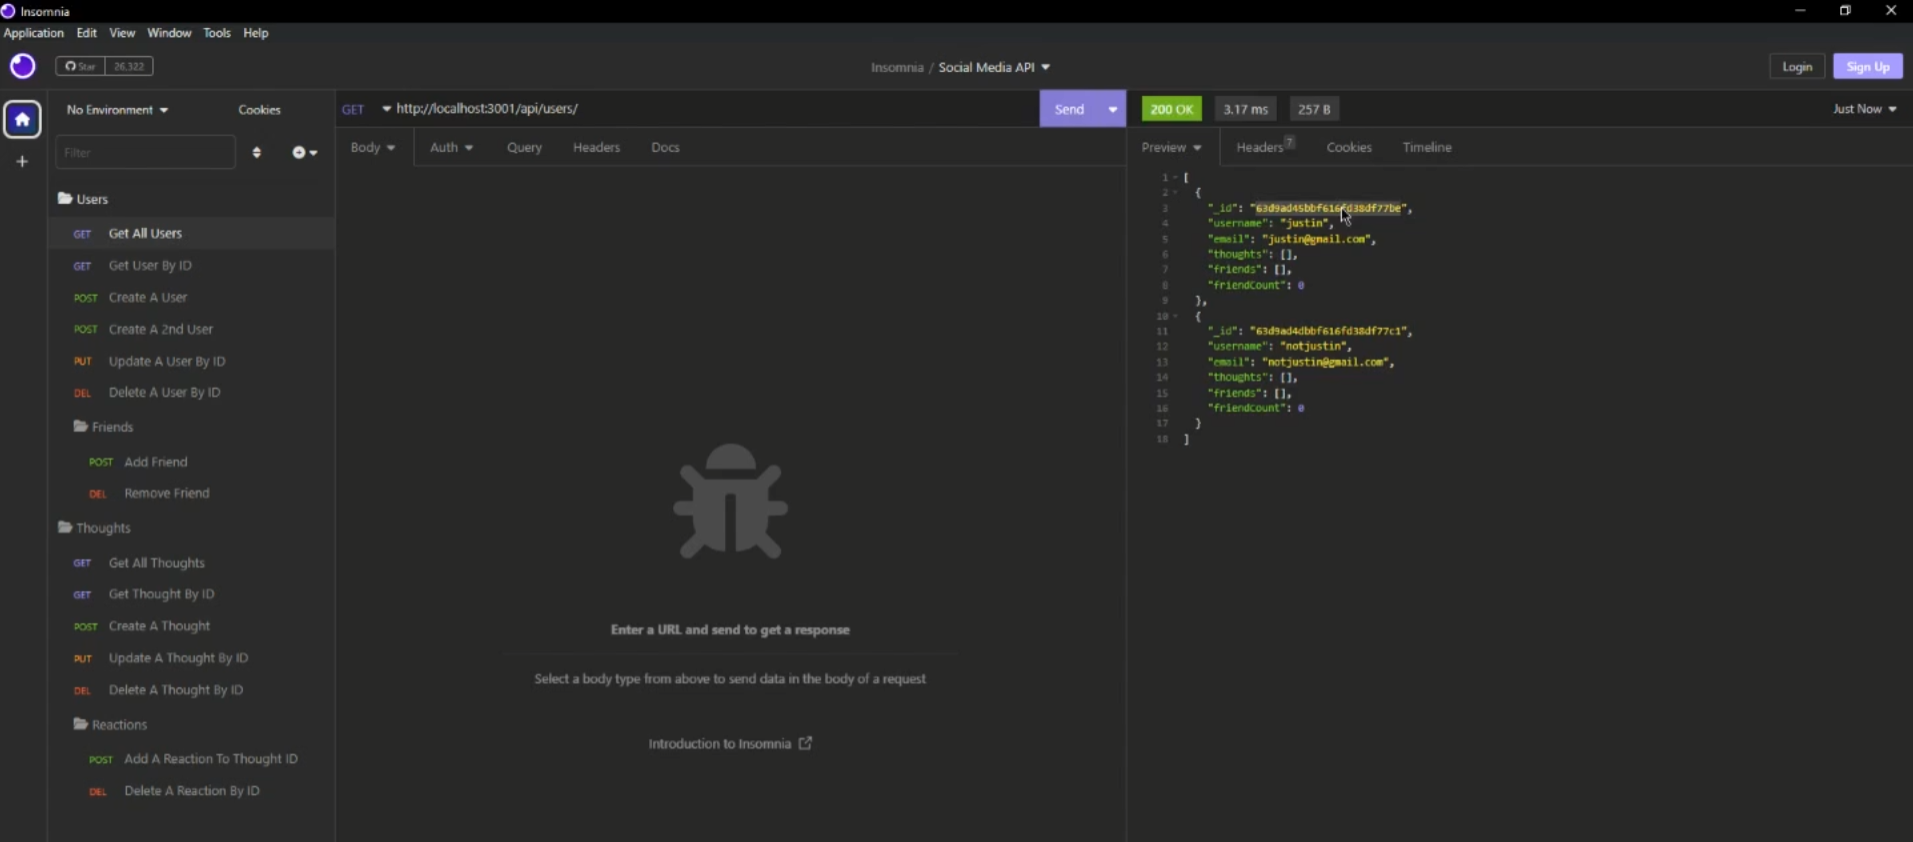 Insomnia
Application Edit View Window Tools Help
Star 26,322
Insomnia / Social Media API
Login Sign Up
No Environment Cookies
GET http://localhost:3001/api/users/ Send
200 OK 3.17 ms 257 B Just Now
Filter
Body Auth Query Headers Docs
Preview Headers 7 Cookies Timeline
Users
GET Get All Users
GET Get User By ID
POST Create A User
POST Create A 2nd User
PUT Update A User By ID
DEL Delete A User By ID
Friends
POST Add Friend
DEL Remove Friend
Thoughts
GET Get All Thoughts
GET Get Thought By ID
POST Create A Thought
PUT Update A Thought By ID
DEL Delete A Thought By ID
Reactions
POST Add A Reaction To Thought ID
DEL Delete A Reaction By ID
Enter a URL and send to get a response
Select a body type from above to send data in the body of a request
Introduction to Insomnia
1 [
2 {
3 "_id": "63d9ad45bbf616fd38df77be",
4 "username": "justin",
5 "email": "justin@gmail.com",
6 "thoughts": [],
7 "friends": [],
8 "friendCount": 0
9 },
10 {
11 "_id": "63d9ad4dbbf616fd38df77c1",
12 "username": "notjustin",
13 "email": "notjustin@gmail.com",
14 "thoughts": [],
15 "friends": [],
16 "friendCount": 0
17 }
18 ]